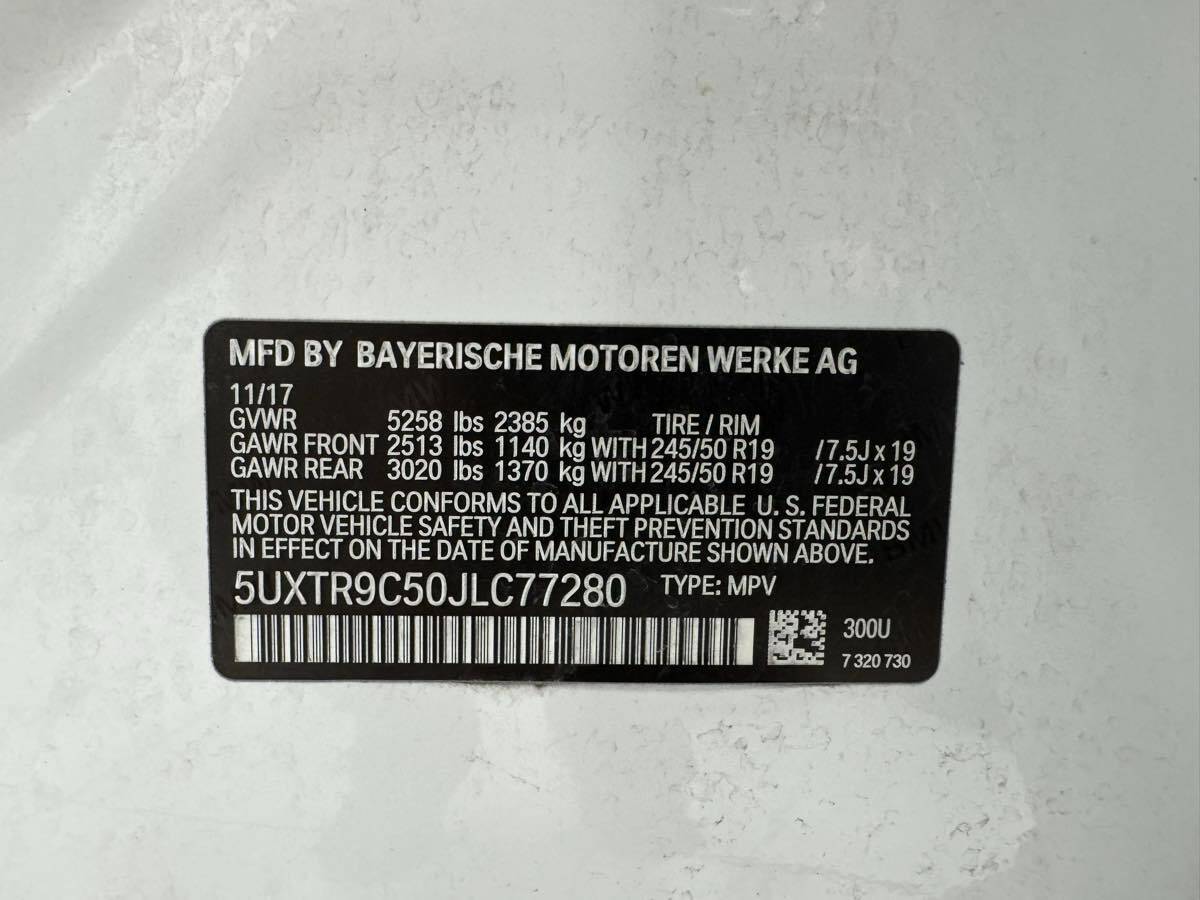 MFD BY BAYERISCHE MOTOREN WERKE AG
11/17
GVWR 5258 lbs 2385 kg TIRE / RIM
GAWR FRONT 2513 lbs 1140 kg WITH 245/50 R19 /7.5J x 19
GAWR REAR 3020 lbs 1370 kg WITH 245/50 R19 /7.5J x 19
THIS VEHICLE CONFORMS TO ALL APPLICABLE U. S. FEDERAL
MOTOR VEHICLE SAFETY AND THEFT PREVENTION STANDARDS
IN EFFECT ON THE DATE OF MANUFACTURE SHOWN ABOVE.
5UXTR9C50JLC77280 TYPE: MPV
300U
7 320 730